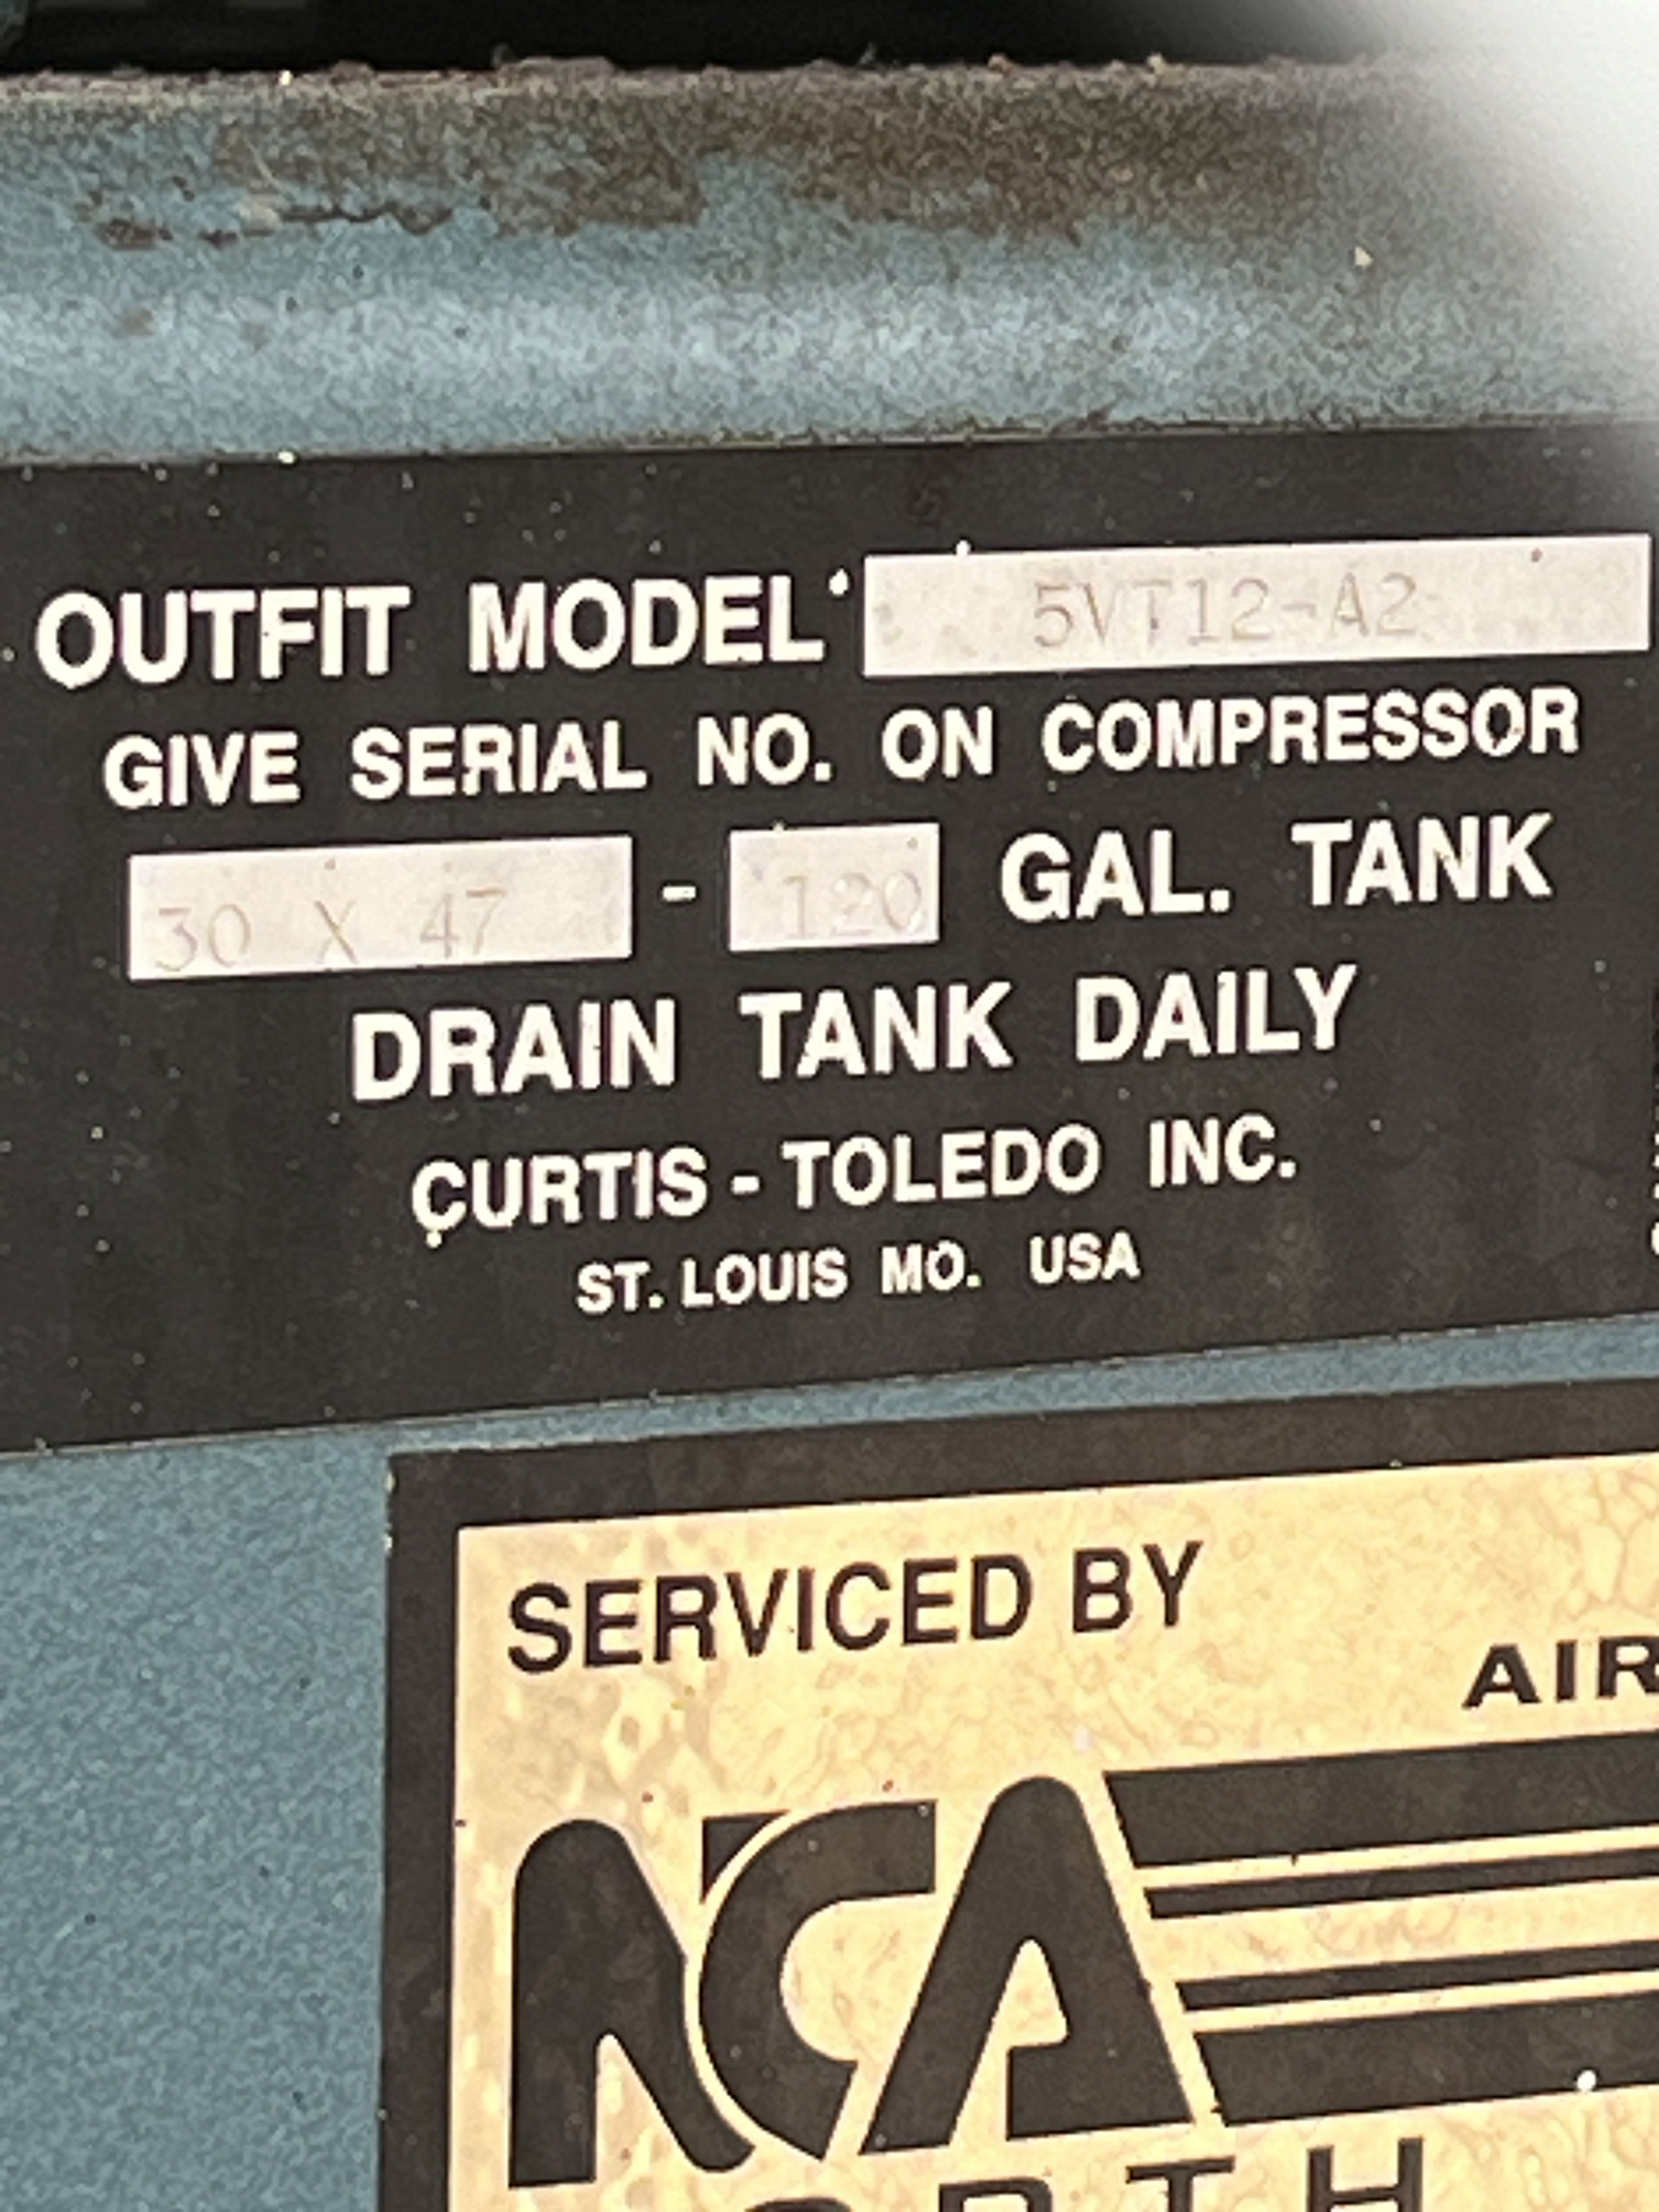 OUTFIT MODEL 5VT12-A2
GIVE SERIAL NO. ON COMPRESSOR
30 X 47 - 120 GAL. TANK
DRAIN TANK DAILY
CURTIS - TOLEDO INC.
ST. LOUIS MO. USA
SERVICED BY
AIR
NCA